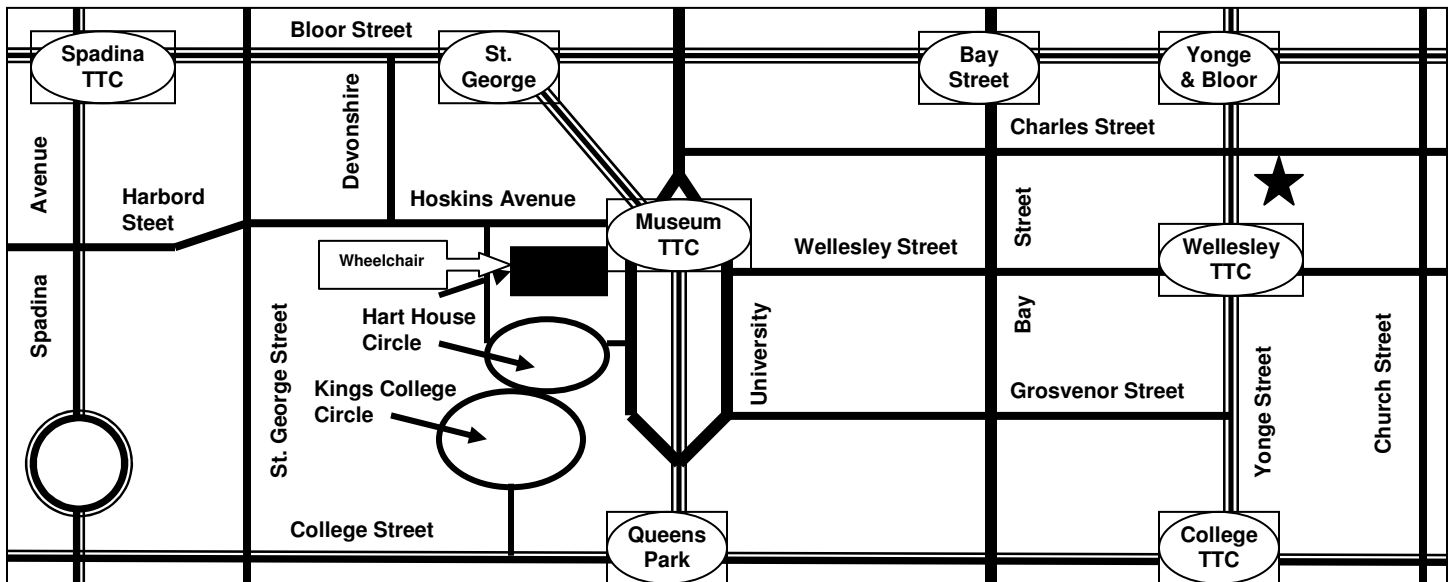 Bloor Street
Spadina
TTC
St.
George
Bay
Street
Yonge
& Bloor
Charles Street
Devonshire
Avenue
Harbord
Steet
Hoskins Avenue
Museum
TTC
Wellesley Street
Street
Wellesley
TTC
Wheelchair
Spadina
St. George Street
Hart House
Circle
Kings College
Circle
University
Bay
Grosvenor Street
Yonge Street
Church Street
College Street
Queens
Park
College
TTC